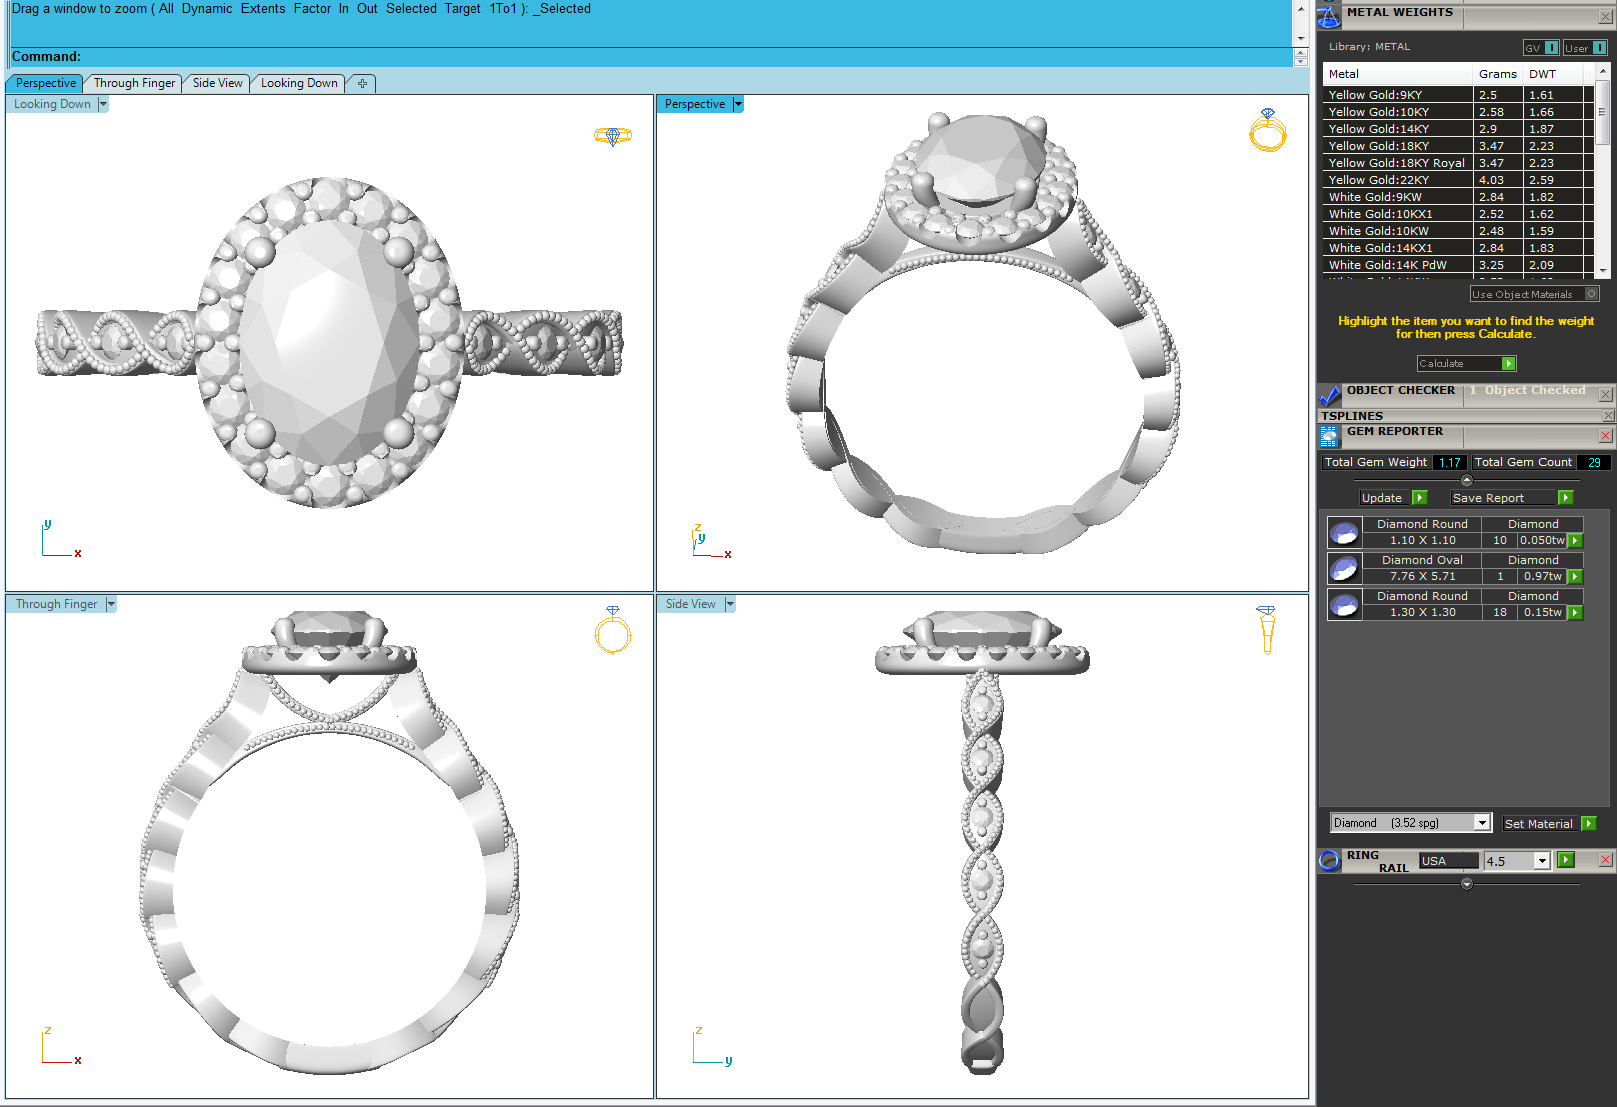 Drag a window to zoom ( All Dynamic Extents Factor In Out Selected Target 1To1 ): _Selected
Command:
Perspective Through Finger Side View Looking Down
Looking Down
Perspective
y
x
z
y
x
Through Finger
Side View
z
x
z
y
METAL WEIGHTS
Library: METAL GV User
Metal Grams DWT
Yellow Gold:9KY 2.5 1.61
Yellow Gold:10KY 2.58 1.66
Yellow Gold:14KY 2.9 1.87
Yellow Gold:18KY 3.47 2.23
Yellow Gold:18KY Royal 3.47 2.23
Yellow Gold:22KY 4.03 2.59
White Gold:9KW 2.84 1.82
White Gold:10KX1 2.52 1.62
White Gold:10KW 2.48 1.59
White Gold:14KX1 2.84 1.83
White Gold:14K PdW 3.25 2.09
Use Object Materials
Highlight the item you want to find the weight
for then press Calculate.
Calculate
OBJECT CHECKER 1 Object Checked
TSPLINES
GEM REPORTER
Total Gem Weight 1.17 Total Gem Count 29
Update Save Report
Diamond Round Diamond
1.10 X 1.10 10 0.050tw
Diamond Oval Diamond
7.76 X 5.71 1 0.97tw
Diamond Round Diamond
1.30 X 1.30 18 0.15tw
Diamond (3.52 spg) Set Material
RING RAIL USA 4.5